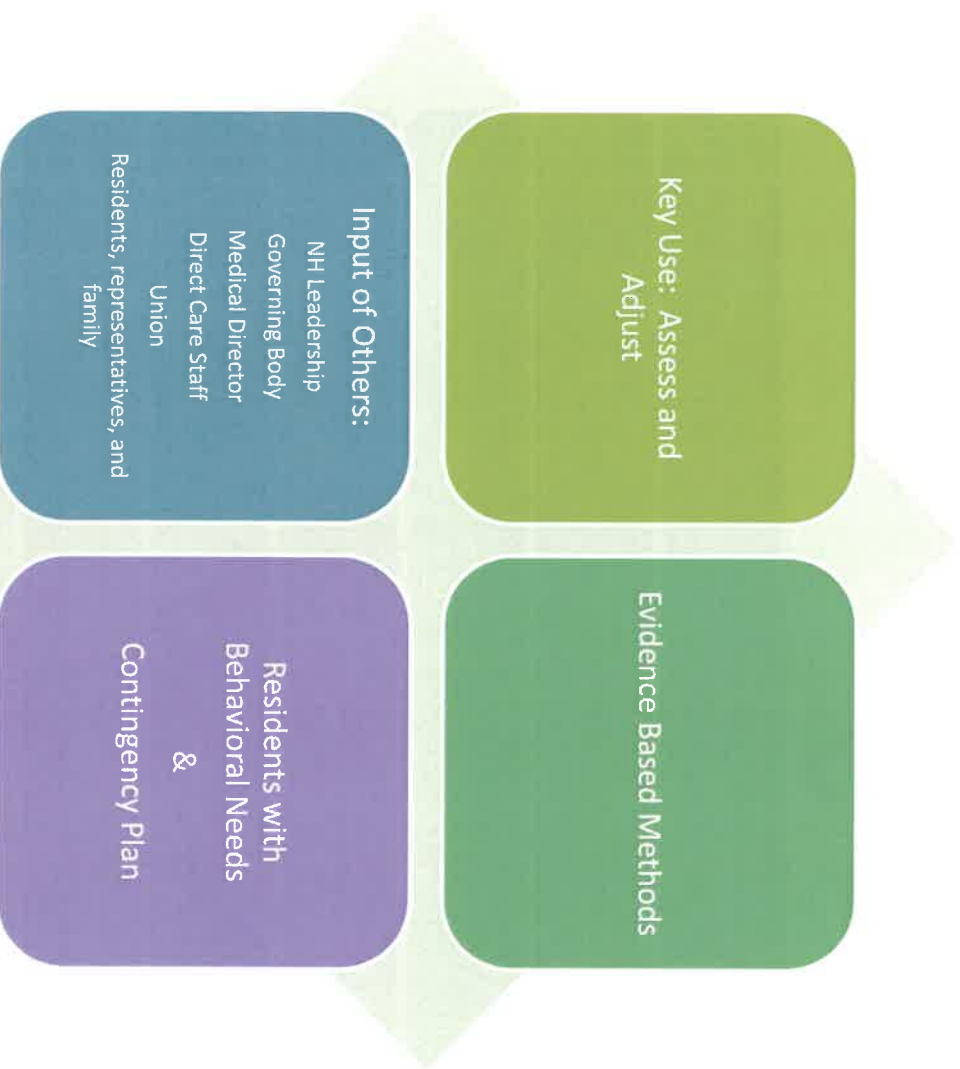 Key Use: Assess and
Adjust
Evidence Based Methods
Input of Others:
NH Leadership
Governing Body
Medical Director
Direct Care Staff
Union
Residents, representatives, and
family
Residents with
Behavioral Needs
&
Contingency Plan